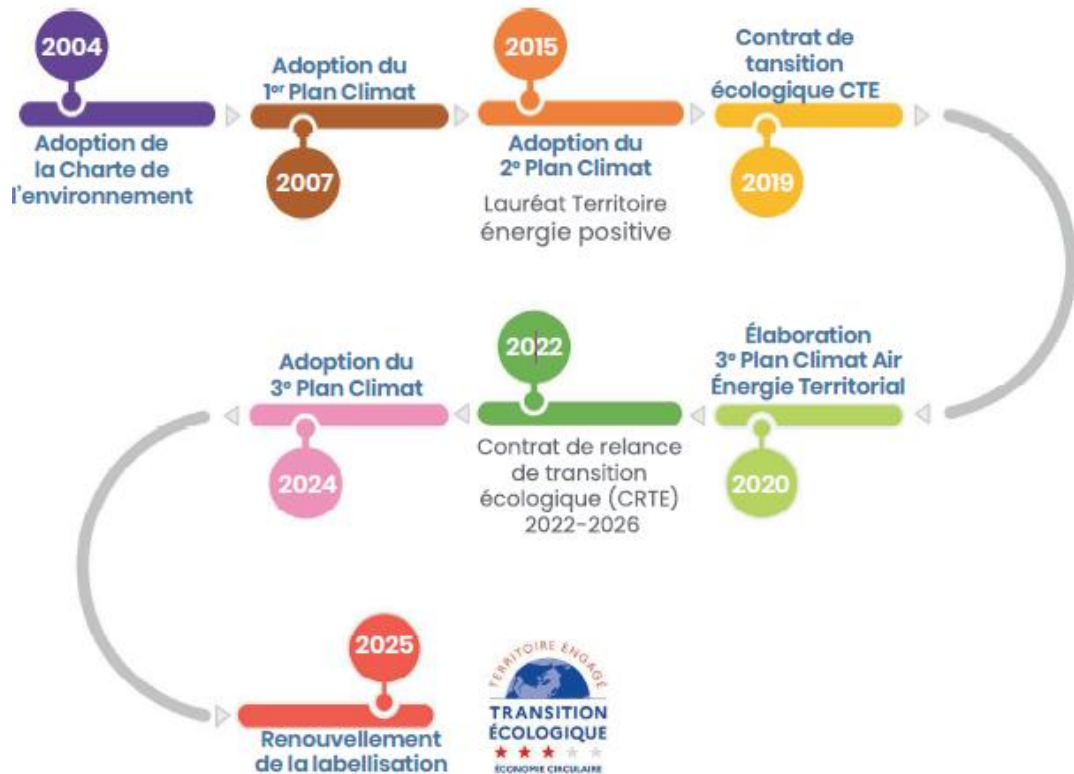 2004
Adoption de
la Charte de
l'environnement
Adoption du
1er Plan Climat
2007
2015
Adoption du
2e Plan Climat
Lauréat Territoire
énergie positive
Contrat de
tansition
écologique CTE
2019
Élaboration
3e Plan Climat Air
Énergie Territorial
2020
2022
Contrat de relance
de transition
écologique (CRTE)
2022-2026
Adoption du
3e Plan Climat
2024
2025
Renouvellement
de la labellisation
TERRITOIRE ENGAGÉ
TRANSITION
ÉCOLOGIQUE
ÉCONOMIE CIRCULAIRE